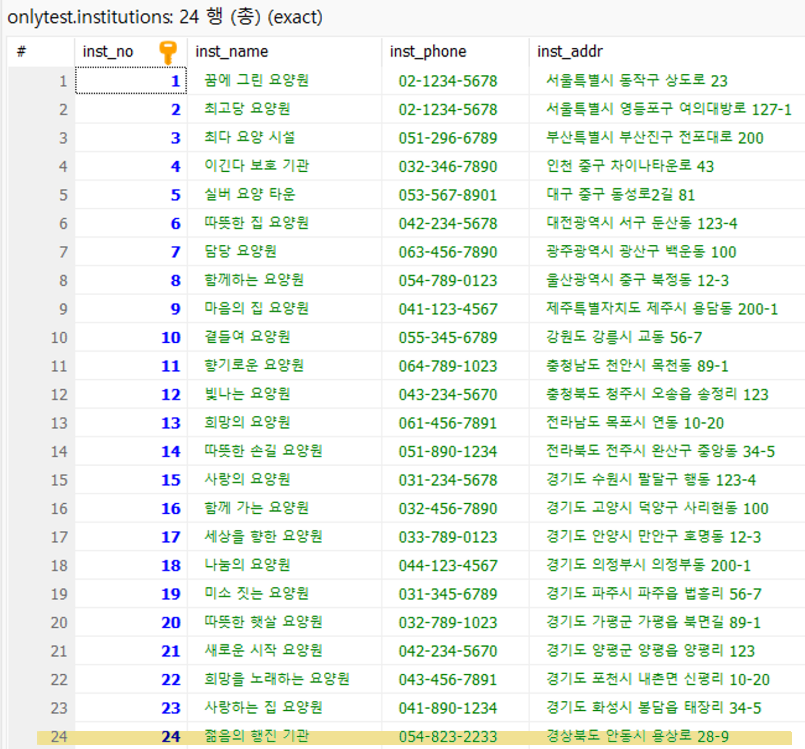 onlytest.institutions: 24 행 (총) (exact)
# inst_no inst_name inst_phone inst_addr
1 1 꿈에 그린 요양원 02-1234-5678 서울특별시 동작구 상도로 23
2 2 최고당 요양원 02-1234-5678 서울특별시 영등포구 여의대방로 127-1
3 3 최다 요양 시설 051-296-6789 부산특별시 부산진구 전포대로 200
4 4 이긴다 보호 기관 032-346-7890 인천 중구 차이나타운로 43
5 5 실버 요양 타운 053-567-8901 대구 중구 동성로2길 81
6 6 따뜻한 집 요양원 042-234-5678 대전광역시 서구 둔산동 123-4
7 7 담당 요양원 063-456-7890 광주광역시 광산구 백운동 100
8 8 함께하는 요양원 054-789-0123 울산광역시 중구 북정동 12-3
9 9 마음의 집 요양원 041-123-4567 제주특별자치도 제주시 용담동 200-1
10 10 곁들여 요양원 055-345-6789 강원도 강릉시 교동 56-7
11 11 향기로운 요양원 064-789-1023 충청남도 천안시 목천동 89-1
12 12 빛나는 요양원 043-234-5670 충청북도 청주시 오송읍 송정리 123
13 13 희망의 요양원 061-456-7891 전라남도 목포시 연동 10-20
14 14 따뜻한 손길 요양원 051-890-1234 전라북도 전주시 완산구 중앙동 34-5
15 15 사랑의 요양원 031-234-5678 경기도 수원시 팔달구 행동 123-4
16 16 함께 가는 요양원 032-456-7890 경기도 고양시 덕양구 사리현동 100
17 17 세상을 향한 요양원 033-789-0123 경기도 안양시 만안구 호명동 12-3
18 18 나눔의 요양원 044-123-4567 경기도 의정부시 의정부동 200-1
19 19 미소 짓는 요양원 031-345-6789 경기도 파주시 파주읍 법흥리 56-7
20 20 따뜻한 햇살 요양원 032-789-1023 경기도 가평군 가평읍 북면길 89-1
21 21 새로운 시작 요양원 042-234-5670 경기도 양평군 양평읍 양평리 123
22 22 희망을 노래하는 요양원 043-456-7891 경기도 포천시 내촌면 신평리 10-20
23 23 사랑하는 집 요양원 041-890-1234 경기도 화성시 봉담읍 태장리 34-5
24 24 젊음의 행진 기관 054-823-2233 경상북도 안동시 용상로 28-9